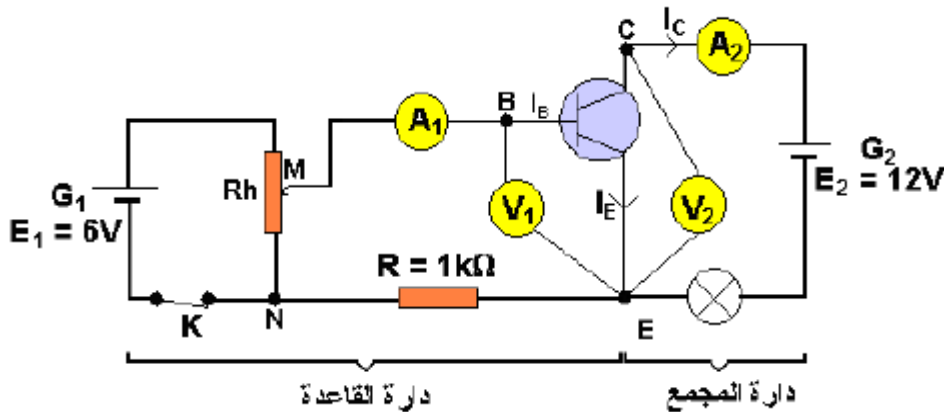 C
I_C
A₂
B
I_B
A₁
M
Rh
G₁
E₁ = 6V
V₁
I_E
V₂
G₂
E₂ = 12V
R = 1kΩ
K
N
E
دارة القاعدة
دارة المجمع